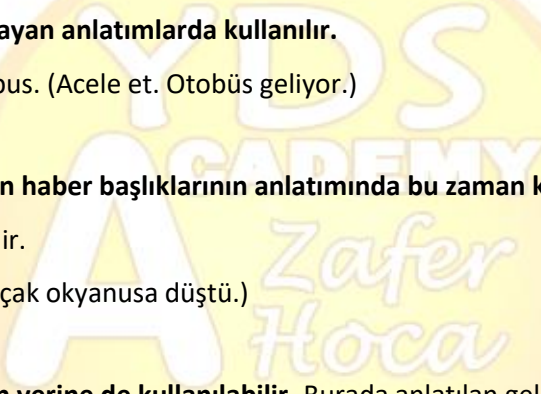 ayan anlatımlarda kullanılır.
bus. (Acele et. Otobüs geliyor.)
YDS
ACADEMY
n haber başlıklarının anlatımında bu zaman k
ir.
Zafer
çak okyanusa düştü.)
Hoca
yerine de kullanılabilir. Burada anlatılan gel